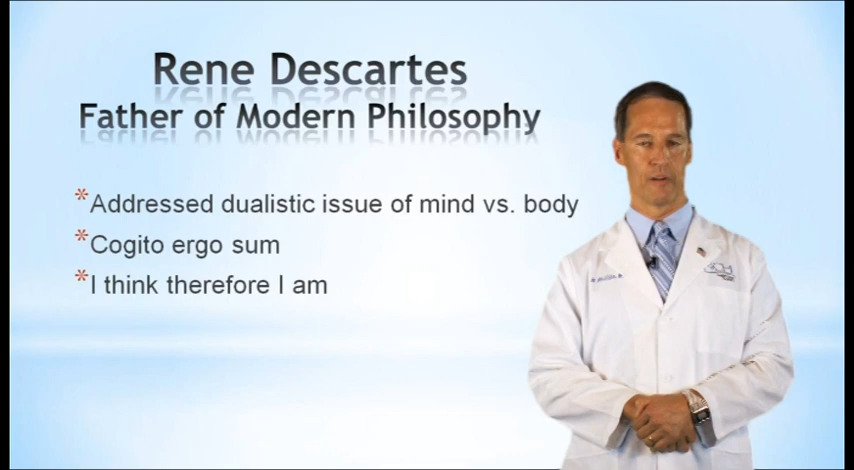 Rene Descartes
Father of Modern Philosophy
*Addressed dualistic issue of mind vs. body
*Cogito ergo sum
*I think therefore I am